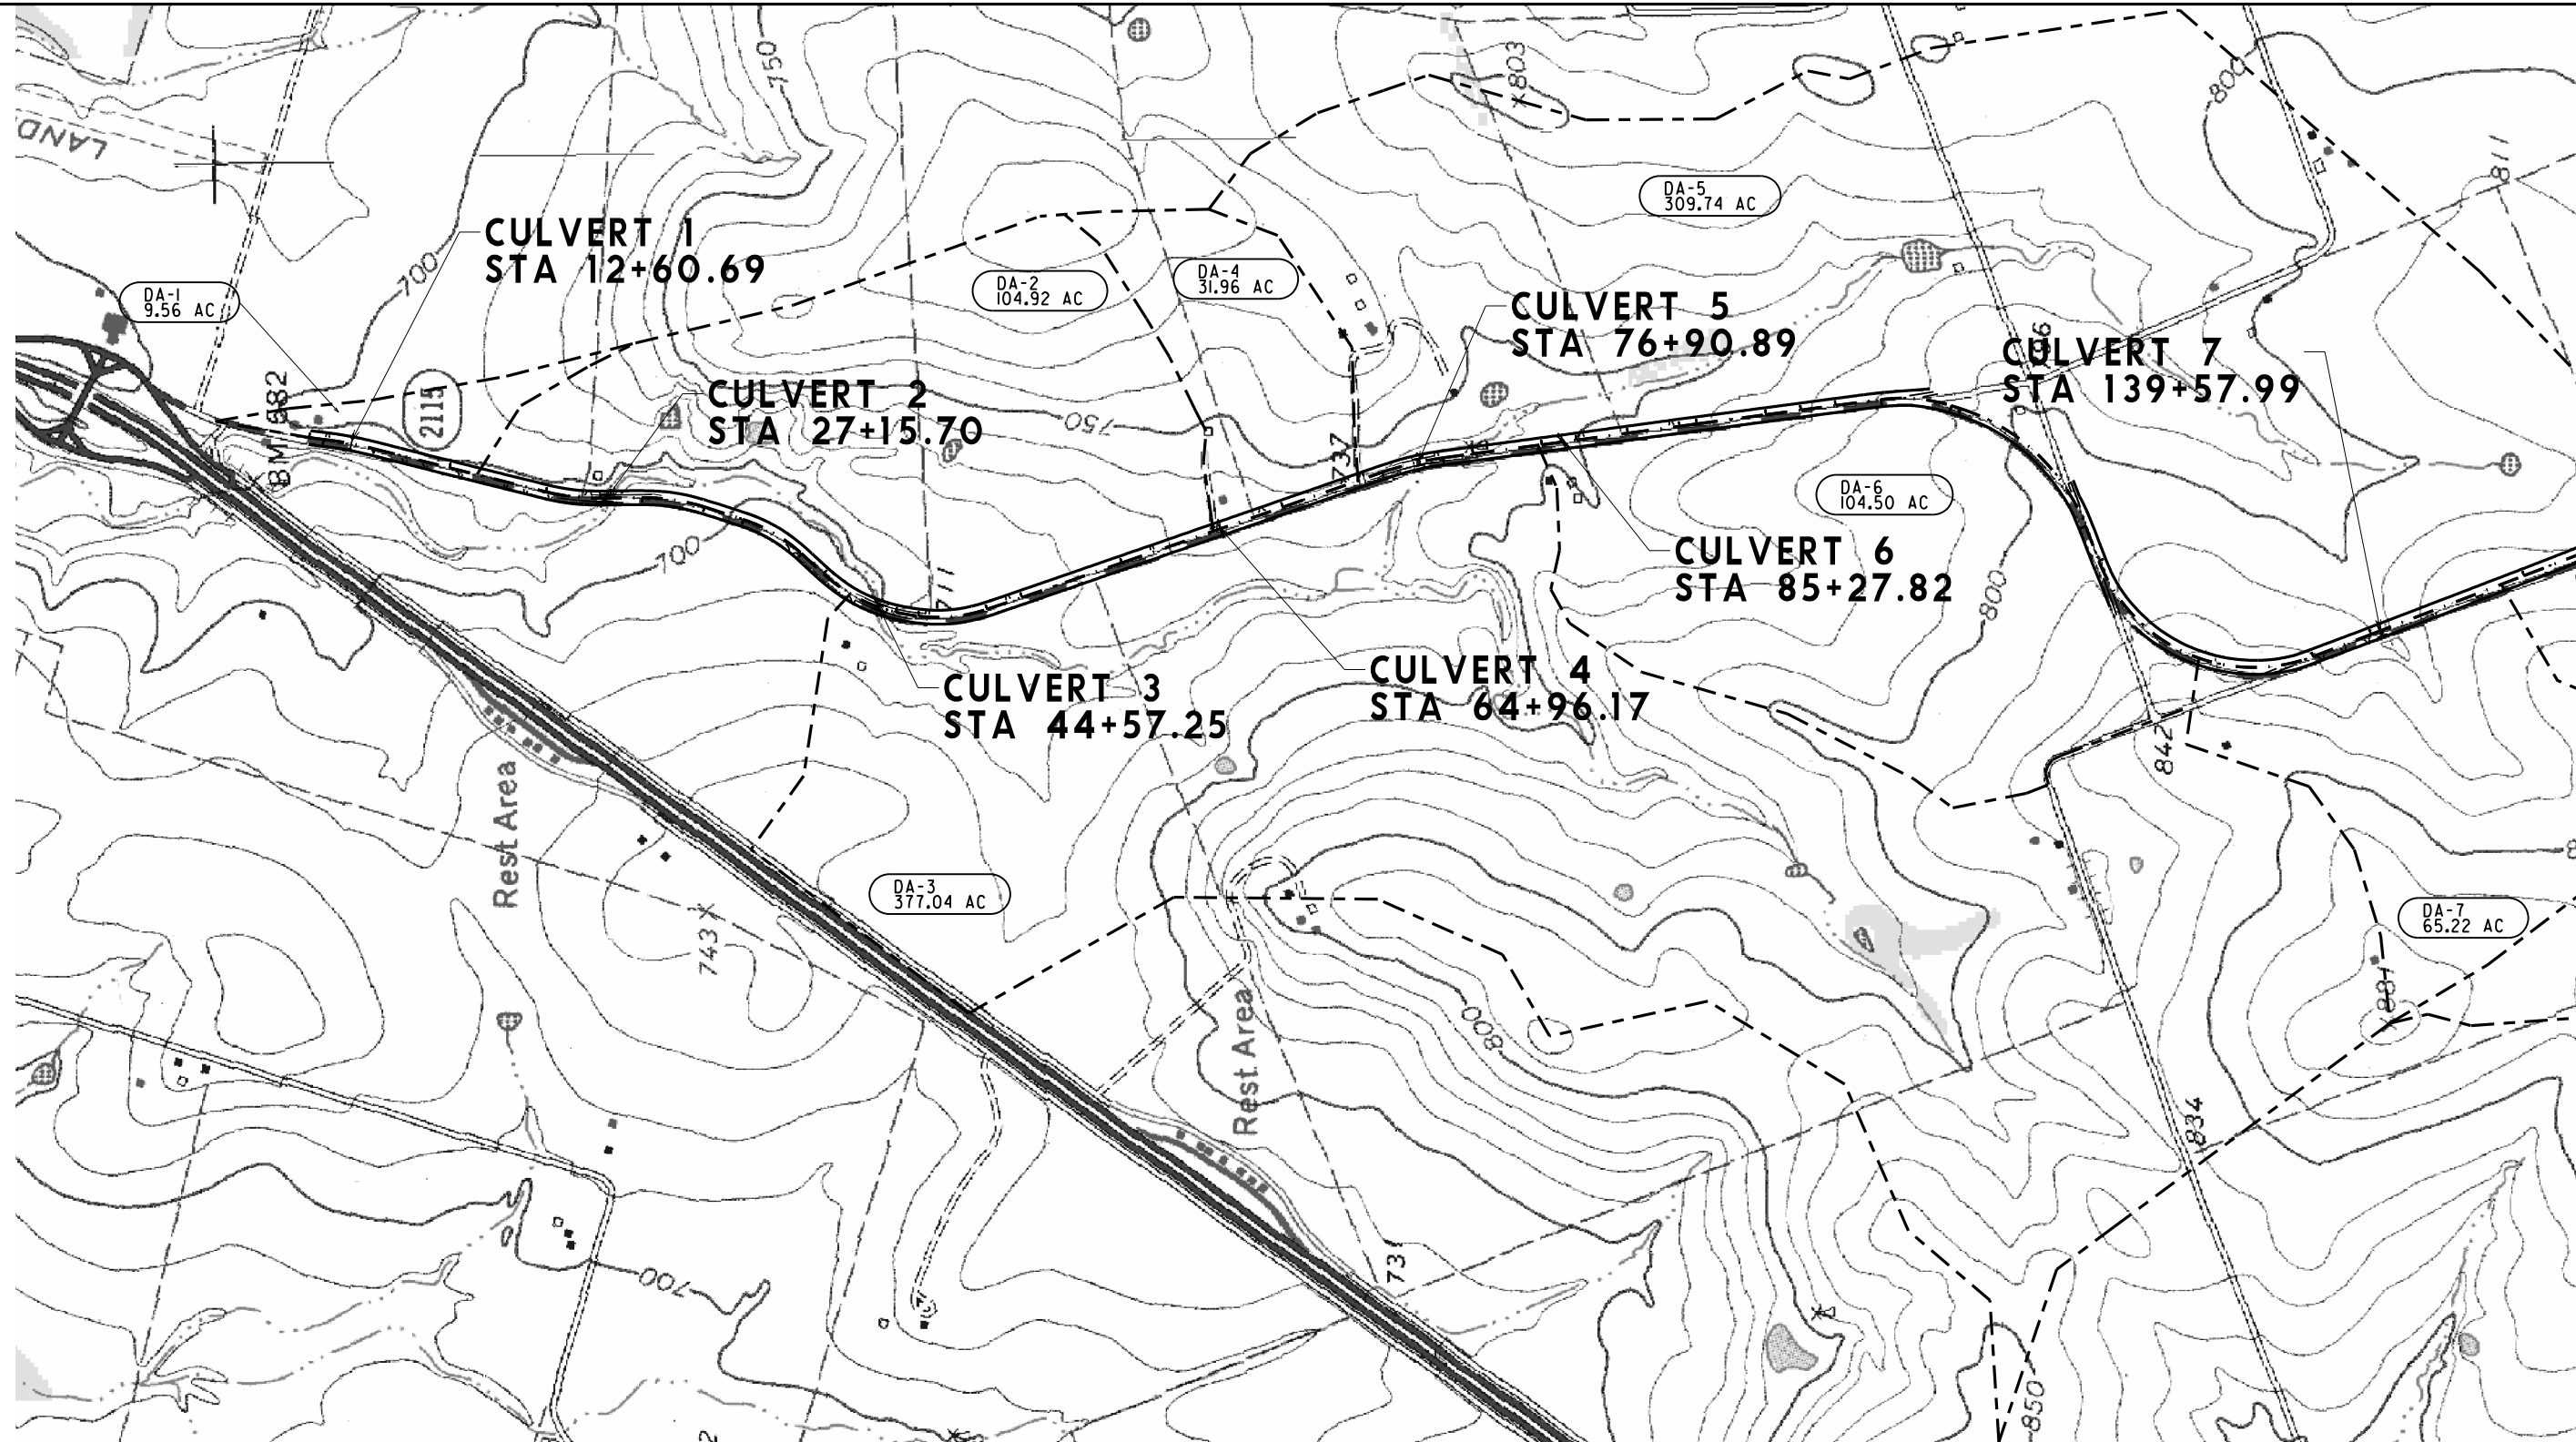 LAND
750
803
800
811
DA-5
309.74 AC
CULVERT 1
STA 12+60.69
700
DA-1
9.56 AC
DA-2
104.92 AC
DA-4
31.96 AC
CULVERT 5
STA 76+90.89
CULVERT 7
STA 139+57.99
2115
CULVERT 2
STA 27+15.70
750
737
DA-6
104.50 AC
700
711
CULVERT 6
STA 85+27.82
800
CULVERT 3
STA 44+57.25
CULVERT 4
STA 64+96.17
842
Rest Area
DA-3
377.04 AC
743
DA-7
65.22 AC
881
Rest Area
800
834
700
731
850